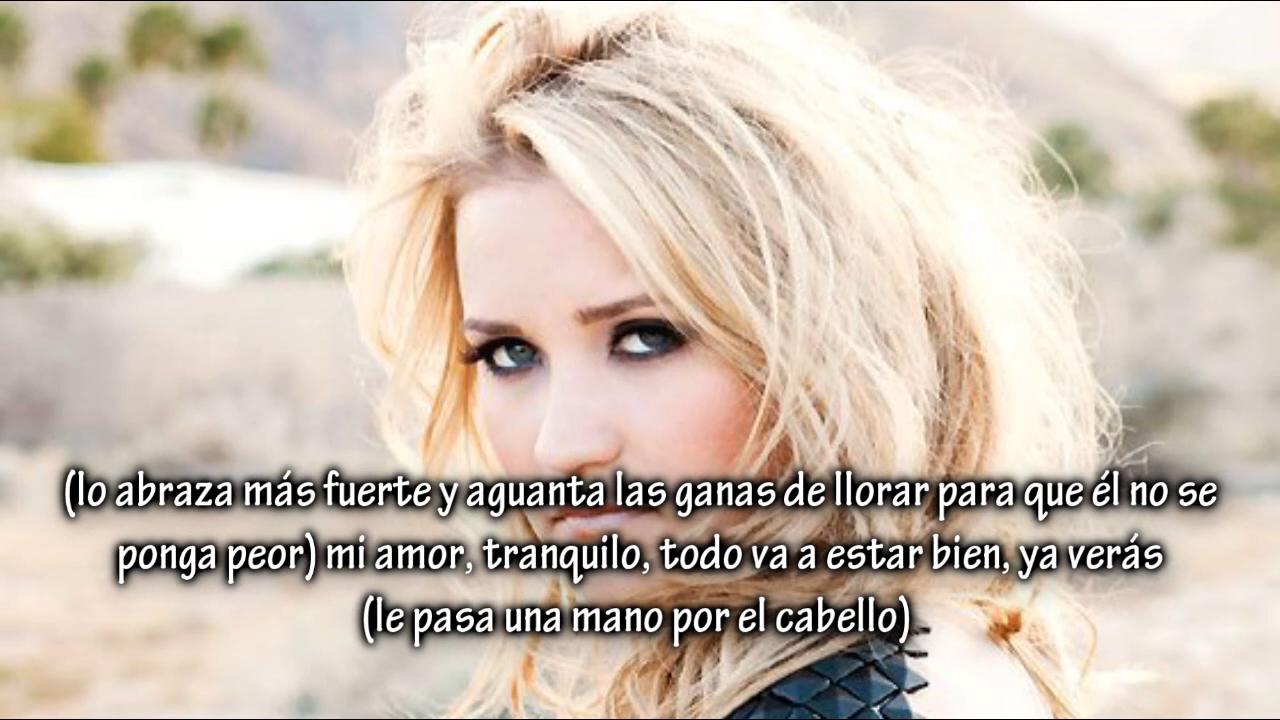 (lo abraza más fuerte y aguanta las ganas de llorar para que él no se
ponga peor) mi amor, tranquilo, todo va a estar bien, ya verás
(le pasa una mano por el cabello)